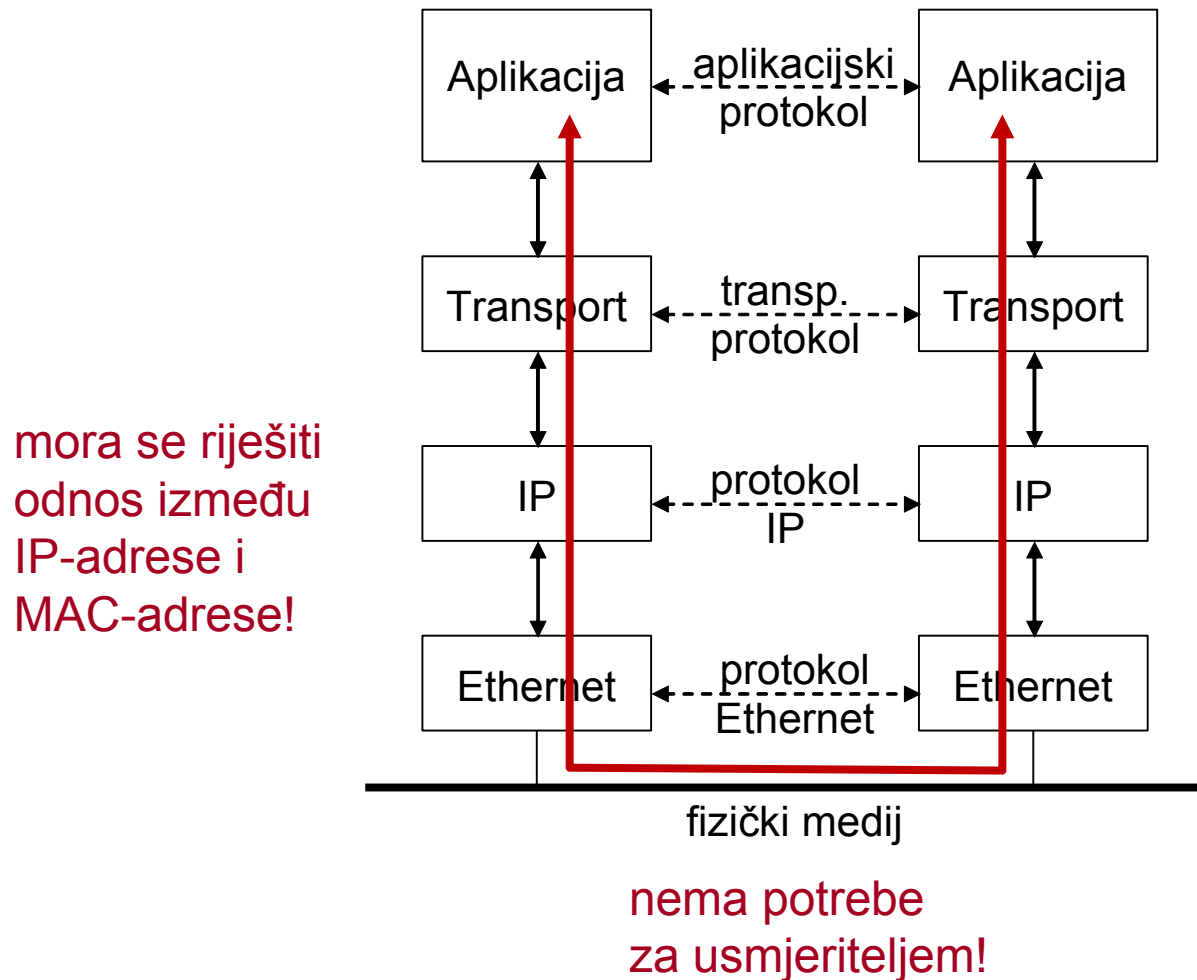 Aplikacija
aplikacijski
protokol
Aplikacija
Transport
transp.
protokol
Transport
mora se riješiti
odnos između
IP-adrese i
MAC-adrese!
IP
protokol
IP
IP
Ethernet
protokol
Ethernet
Ethernet
fizički medij
nema potrebe
za usmjeriteljem!